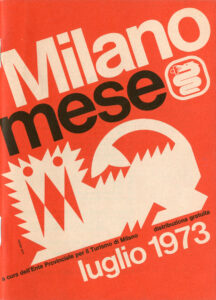 Milano
mese
a cura dell'Ente Provinciale per il Turismo di Milano
distribuzione gratuita
luglio 1973